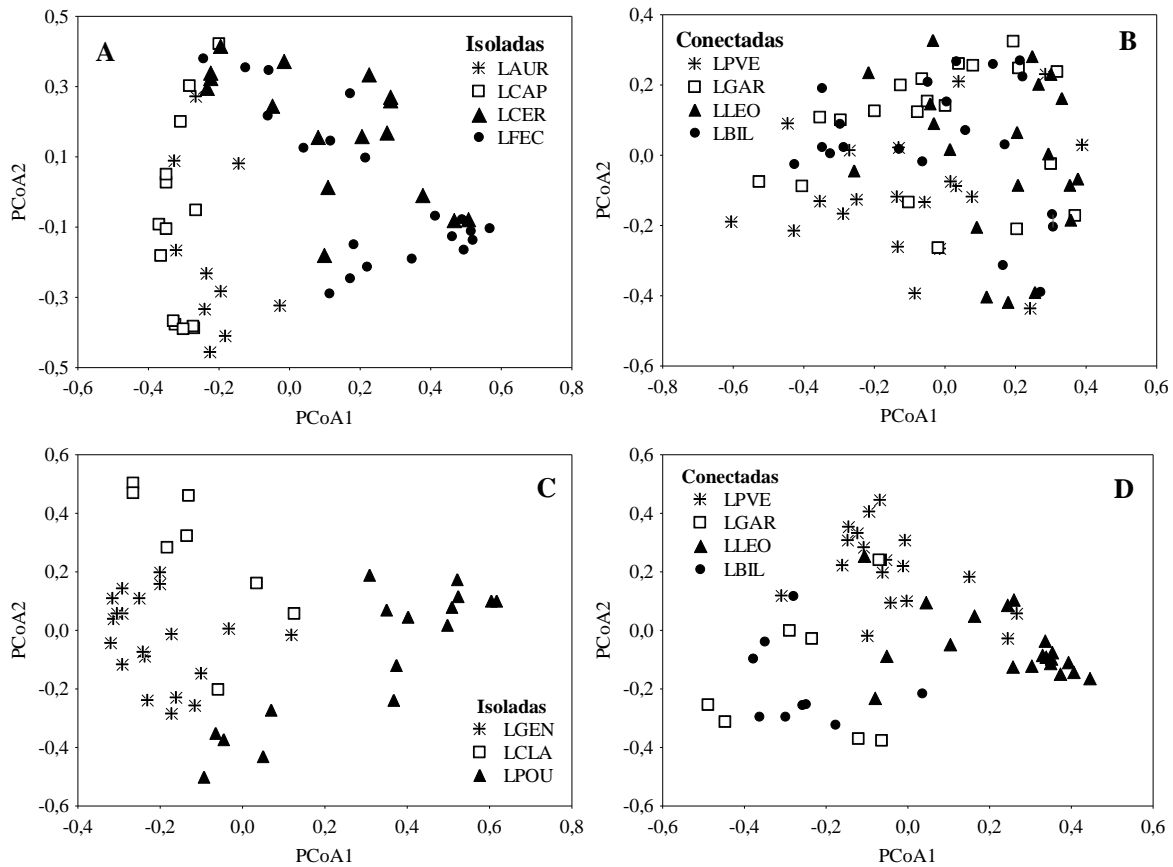 A
Isoladas
LAUR
LCAP
LCER
LFEC
0,5
0,3
0,1
-0,1
-0,3
-0,5
PCoA2
-0,6 -0,4 -0,2 0,0 0,2 0,4 0,6 0,8
PCoA1
B
Conectadas
LPVE
LGAR
LLEO
LBIL
0,4
0,2
0,0
-0,2
-0,4
-0,6
PCoA2
-0,8 -0,6 -0,4 -0,2 0,0 0,2 0,4 0,6
PCoA1
C
Isoladas
LGEN
LCLA
LPOU
0,6
0,4
0,2
0,0
-0,2
-0,4
-0,6
PCoA2
-0,4 -0,2 0,0 0,2 0,4 0,6 0,8
PCoA1
D
Conectadas
LPVE
LGAR
LLEO
LBIL
0,6
0,4
0,2
0,0
-0,2
-0,4
-0,6
PCoA2
-0,6 -0,4 -0,2 0,0 0,2 0,4 0,6
PCoA1